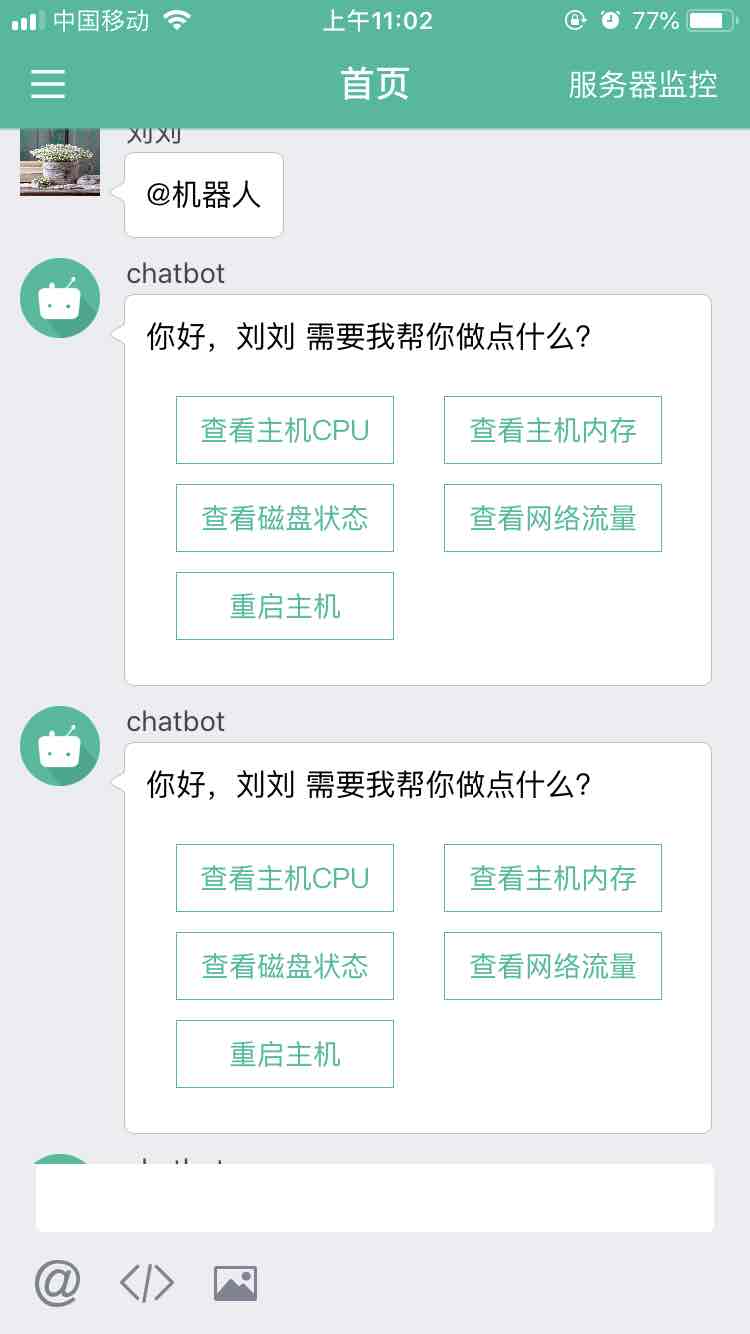 中国移动 上午11:02 77%
首页 服务器监控
刘刘
@机器人
chatbot
你好，刘刘 需要我帮你做点什么?
查看主机CPU 查看主机内存
查看磁盘状态 查看网络流量
重启主机
chatbot
你好，刘刘 需要我帮你做点什么?
查看主机CPU 查看主机内存
查看磁盘状态 查看网络流量
重启主机